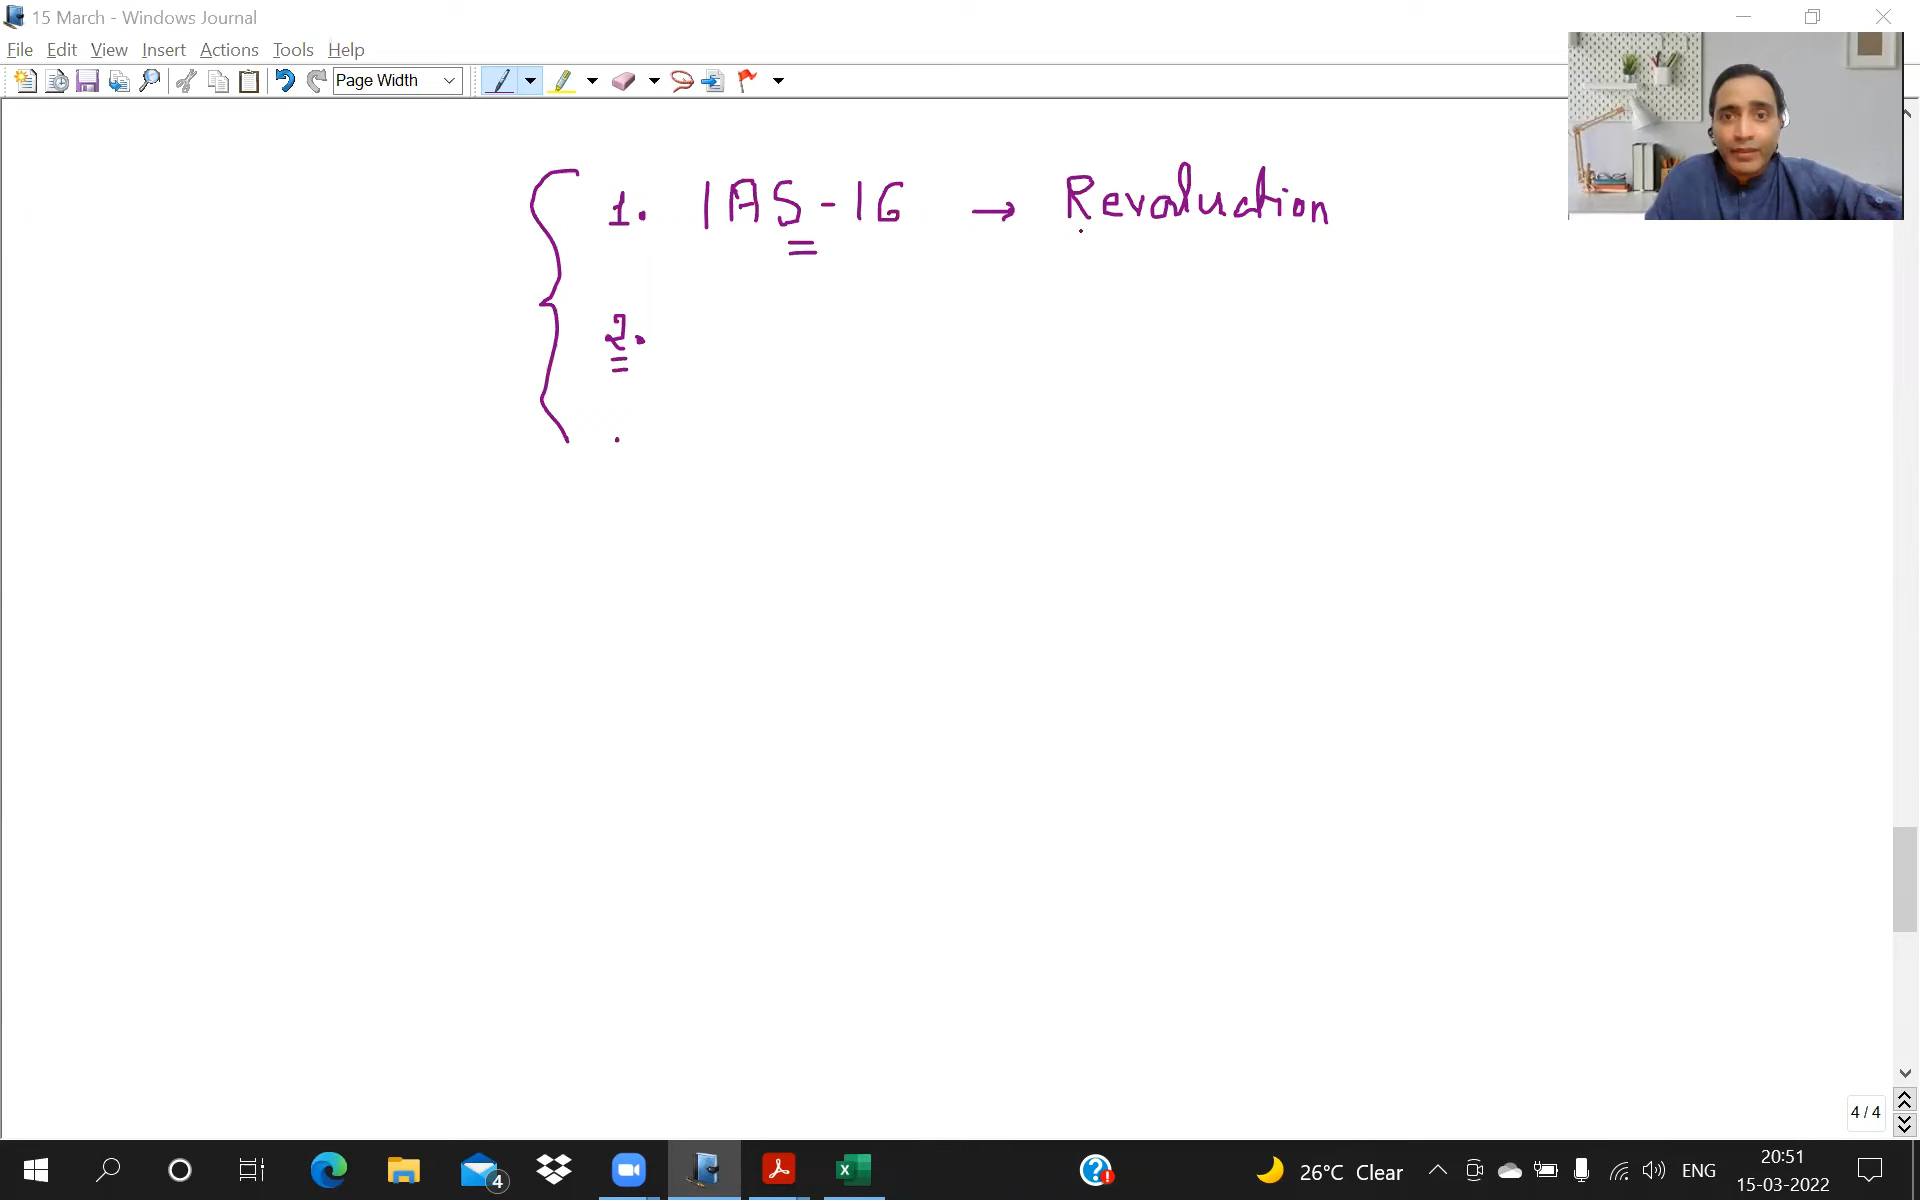 15 March - Windows Journal
File Edit View Insert Actions Tools Help
Page Width
1. IAS-16 → Revaluation
2.
4 / 4
4
26°C Clear
ENG
20:51
15-03-2022